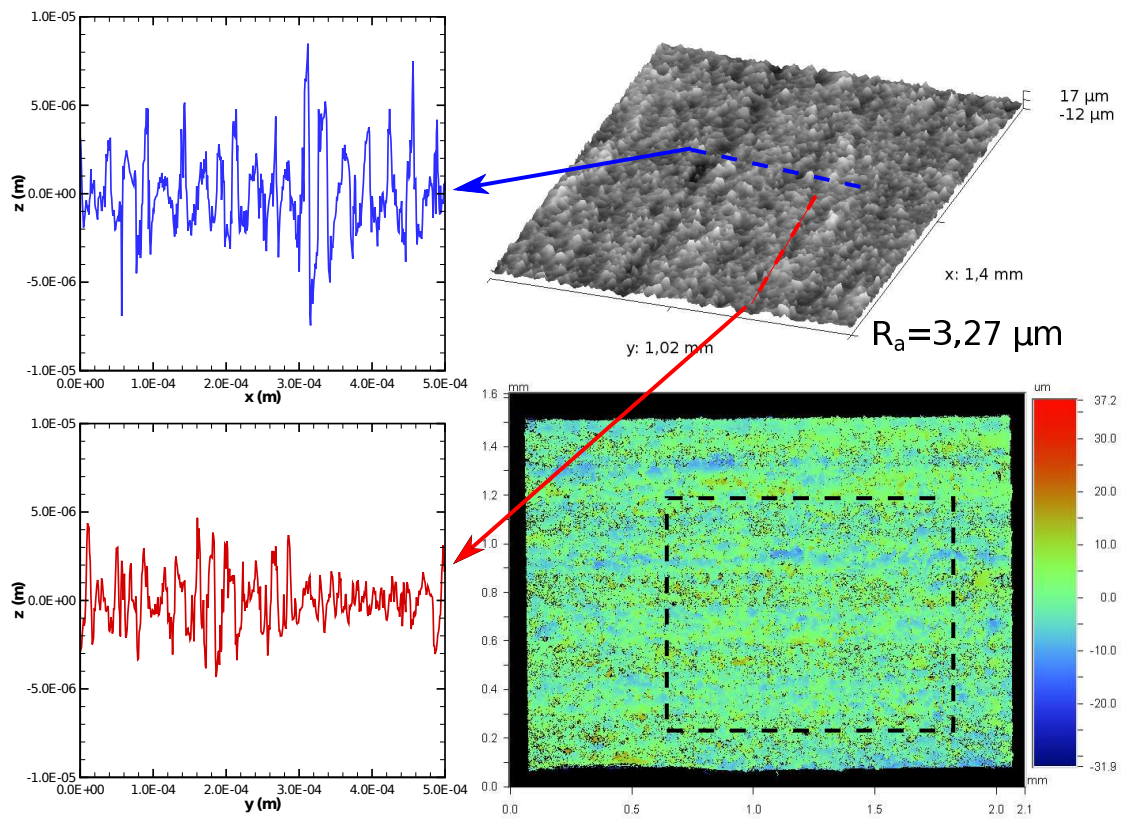 1.0E-05
5.0E-06
0.0E+00
-5.0E-06
-1.0E-05
z (m)
0.0E+00 1.0E-04 2.0E-04 3.0E-04 4.0E-04 5.0E-04
x (m)
17 µm
-12 µm
x: 1,4 mm
y: 1,02 mm
Ra=3,27 µm
1.0E-05
5.0E-06
0.0E+00
-5.0E-06
-1.0E-05
z (m)
0.0E+00 1.0E-04 2.0E-04 3.0E-04 4.0E-04 5.0E-04
y (m)
mm
1.6
1.4
1.2
1.0
0.8
0.6
0.4
0.2
0.0
0.0 0.5 1.0 1.5 2.0 2.1
mm
um
37.2
30.0
20.0
10.0
0.0
-10.0
-20.0
-31.9